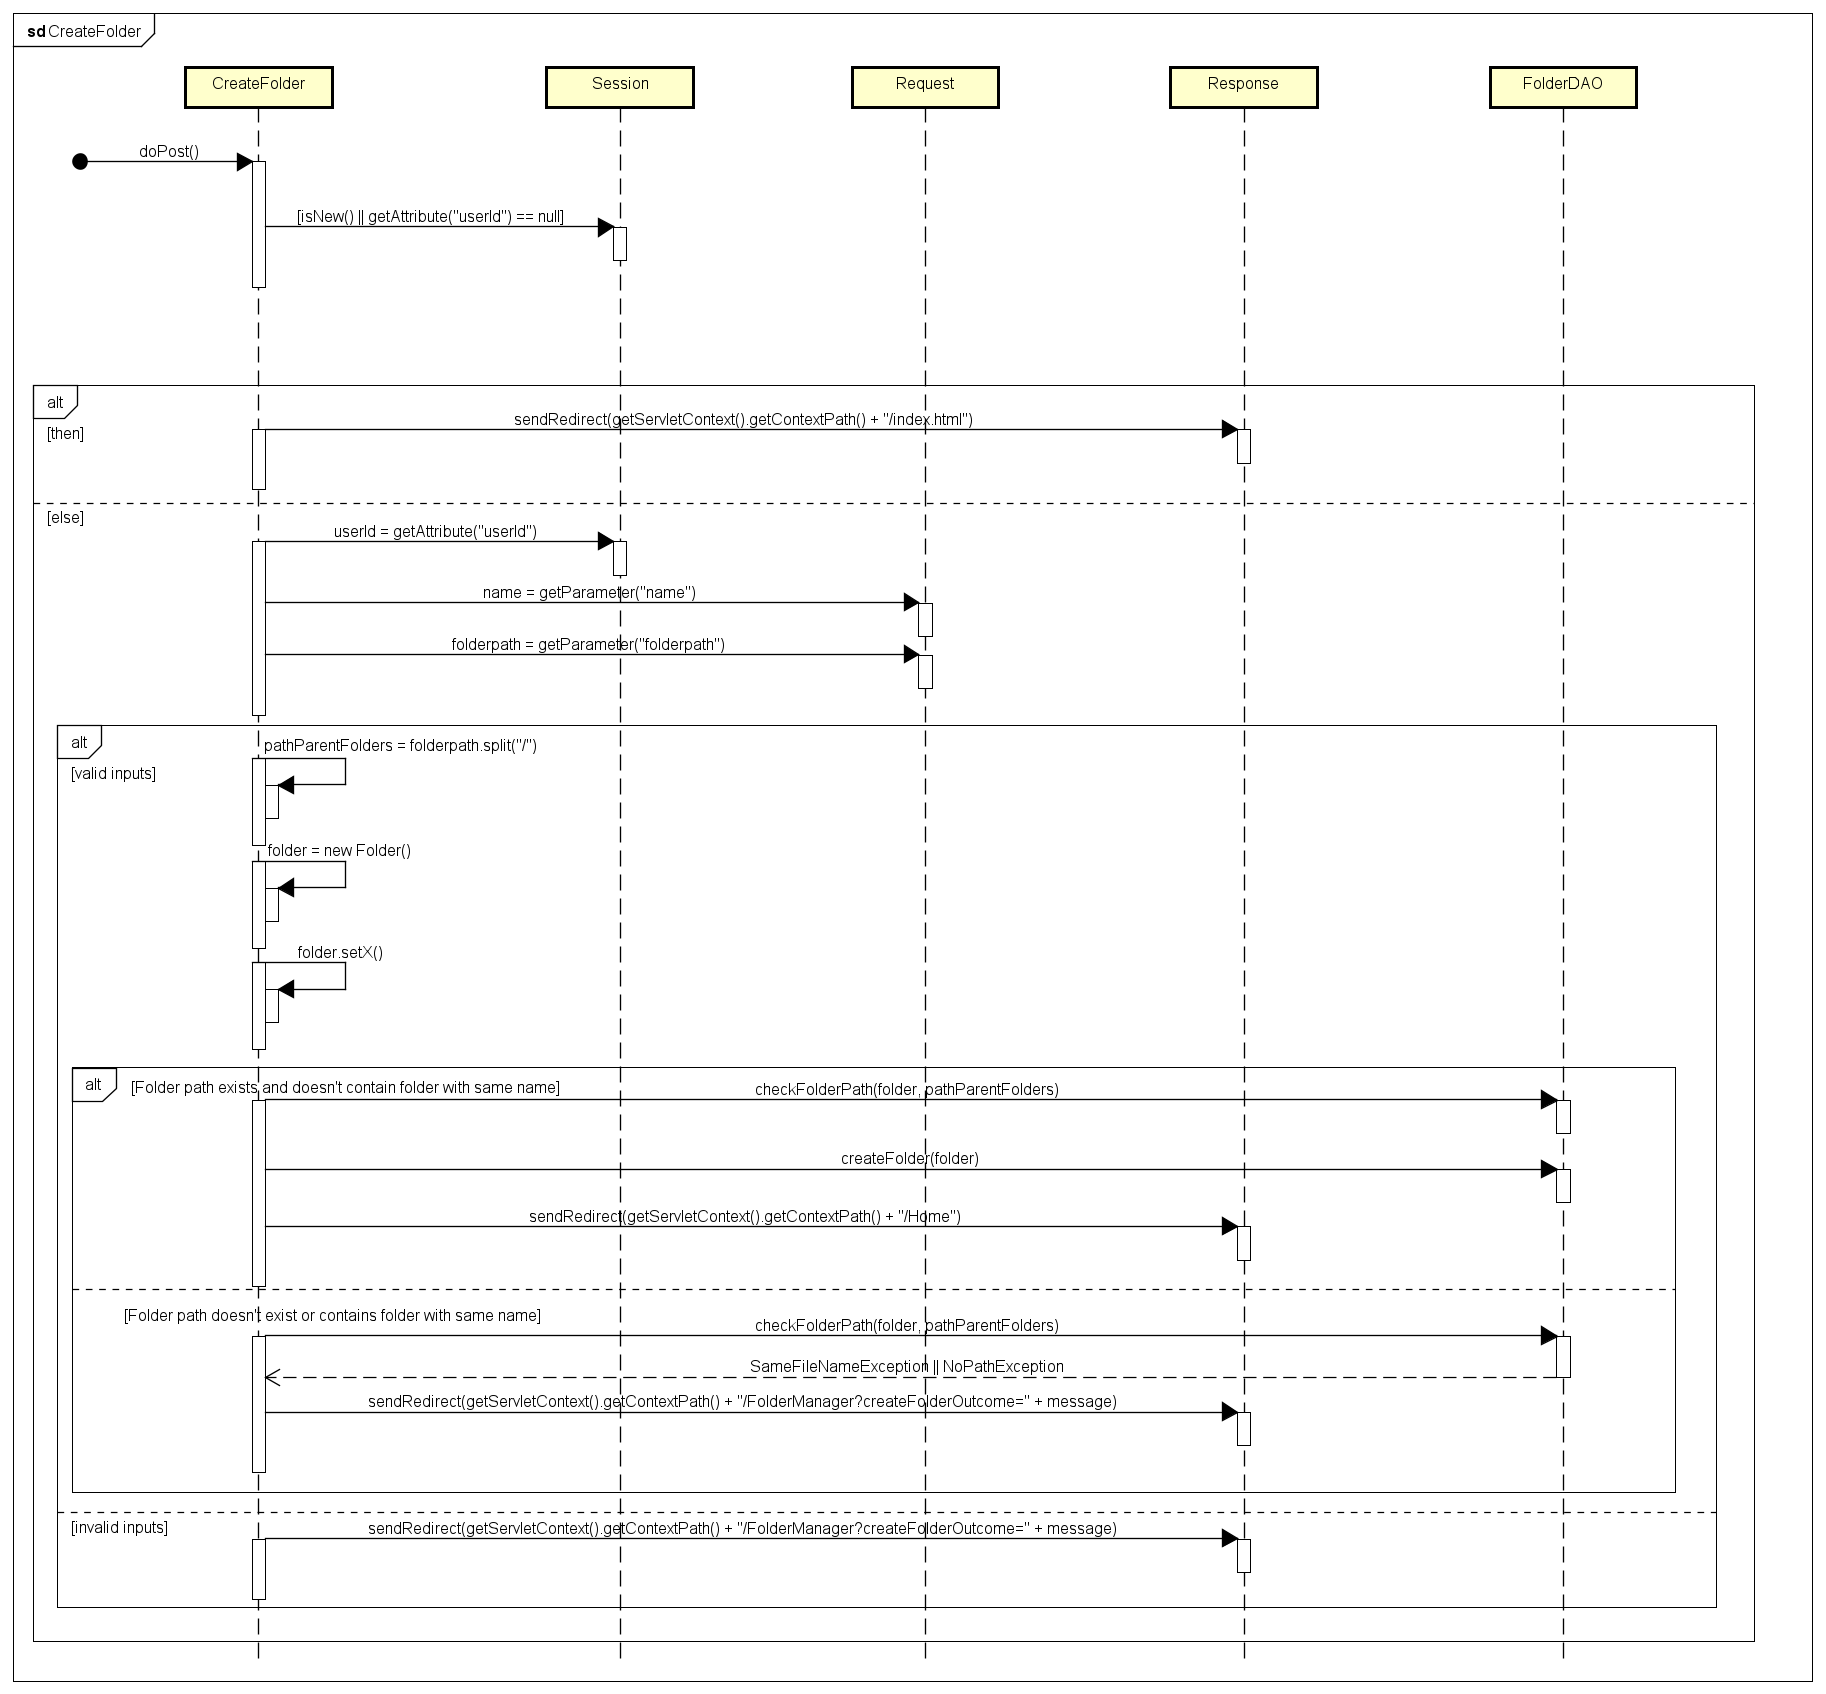 sd CreateFolder
CreateFolder
Session
Request
Response
FolderDAO
doPost()
[isNew() || getAttribute("userId") == null]
alt
sendRedirect(getServletContext().getContextPath() + "/index.html")
[then]
[else]
userId = getAttribute("userId")
name = getParameter("name")
folderpath = getParameter("folderpath")
alt
pathParentFolders = folderpath.split("/")
[valid inputs]
folder = new Folder()
folder.setX()
alt
[Folder path exists and doesn't contain folder with same name]
checkFolderPath(folder, pathParentFolders)
createFolder(folder)
sendRedirect(getServletContext().getContextPath() + "/Home")
[Folder path doesn't exist or contains folder with same name]
checkFolderPath(folder, pathParentFolders)
SameFileNameException || NoPathException
sendRedirect(getServletContext().getContextPath() + "/FolderManager?createFolderOutcome=" + message)
[invalid inputs]
sendRedirect(getServletContext().getContextPath() + "/FolderManager?createFolderOutcome=" + message)